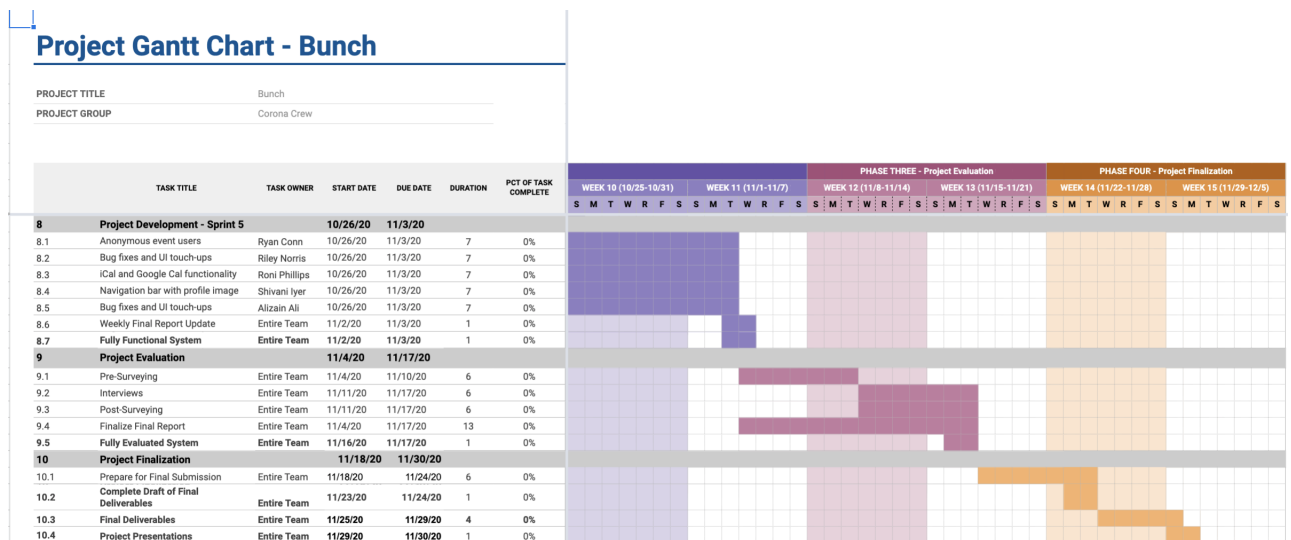 Project Gantt Chart - Bunch
PROJECT TITLE Bunch
PROJECT GROUP Corona Crew
PHASE THREE - Project Evaluation PHASE FOUR - Project Finalization
TASK TITLE TASK OWNER START DATE DUE DATE DURATION PCT OF TASK COMPLETE WEEK 10 (10/25-10/31) WEEK 11 (11/1-11/7) WEEK 12 (11/8-11/14) WEEK 13 (11/15-11/21) WEEK 14 (11/22-11/28) WEEK 15 (11/29-12/5)
S M T W R F S S M T W R F S S M T W R F S S M T W R F S S M T W R F S S M T W R F S
8 Project Development - Sprint 5 10/26/20 11/3/20
8.1 Anonymous event users Ryan Conn 10/26/20 11/3/20 7 0%
8.2 Bug fixes and UI touch-ups Riley Norris 10/26/20 11/3/20 7 0%
8.3 iCal and Google Cal functionality Roni Phillips 10/26/20 11/3/20 7 0%
8.4 Navigation bar with profile image Shivani Iyer 10/26/20 11/3/20 7 0%
8.5 Bug fixes and UI touch-ups Alizain Ali 10/26/20 11/3/20 7 0%
8.6 Weekly Final Report Update Entire Team 11/2/20 11/3/20 1 0%
8.7 Fully Functional System Entire Team 11/2/20 11/3/20 1 0%
9 Project Evaluation 11/4/20 11/17/20
9.1 Pre-Surveying Entire Team 11/4/20 11/10/20 6 0%
9.2 Interviews Entire Team 11/11/20 11/17/20 6 0%
9.3 Post-Surveying Entire Team 11/11/20 11/17/20 6 0%
9.4 Finalize Final Report Entire Team 11/4/20 11/17/20 13 0%
9.5 Fully Evaluated System Entire Team 11/16/20 11/17/20 1 0%
10 Project Finalization 11/18/20 11/30/20
10.1 Prepare for Final Submission Entire Team 11/18/20 11/24/20 6 0%
10.2 Complete Draft of Final Deliverables Entire Team 11/23/20 11/24/20 1 0%
10.3 Final Deliverables Entire Team 11/25/20 11/29/20 4 0%
10.4 Project Presentations Entire Team 11/29/20 11/30/20 1 0%